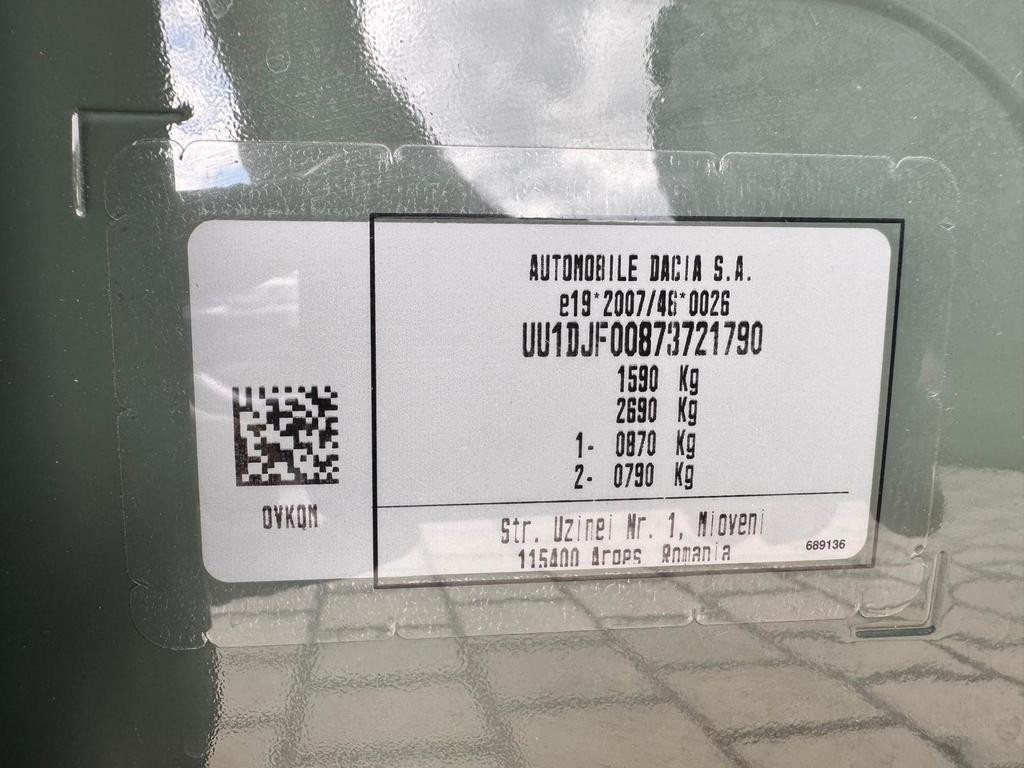 AUTOMOBILE DACIA S.A.
e19*2007/46*0026
UU1DJF00873721790
1590 Kg
2690 Kg
1- 0870 Kg
2- 0790 Kg
OVKQM
Str. Uzinei Nr. 1, Mioveni
115400 Arges Romania
689136